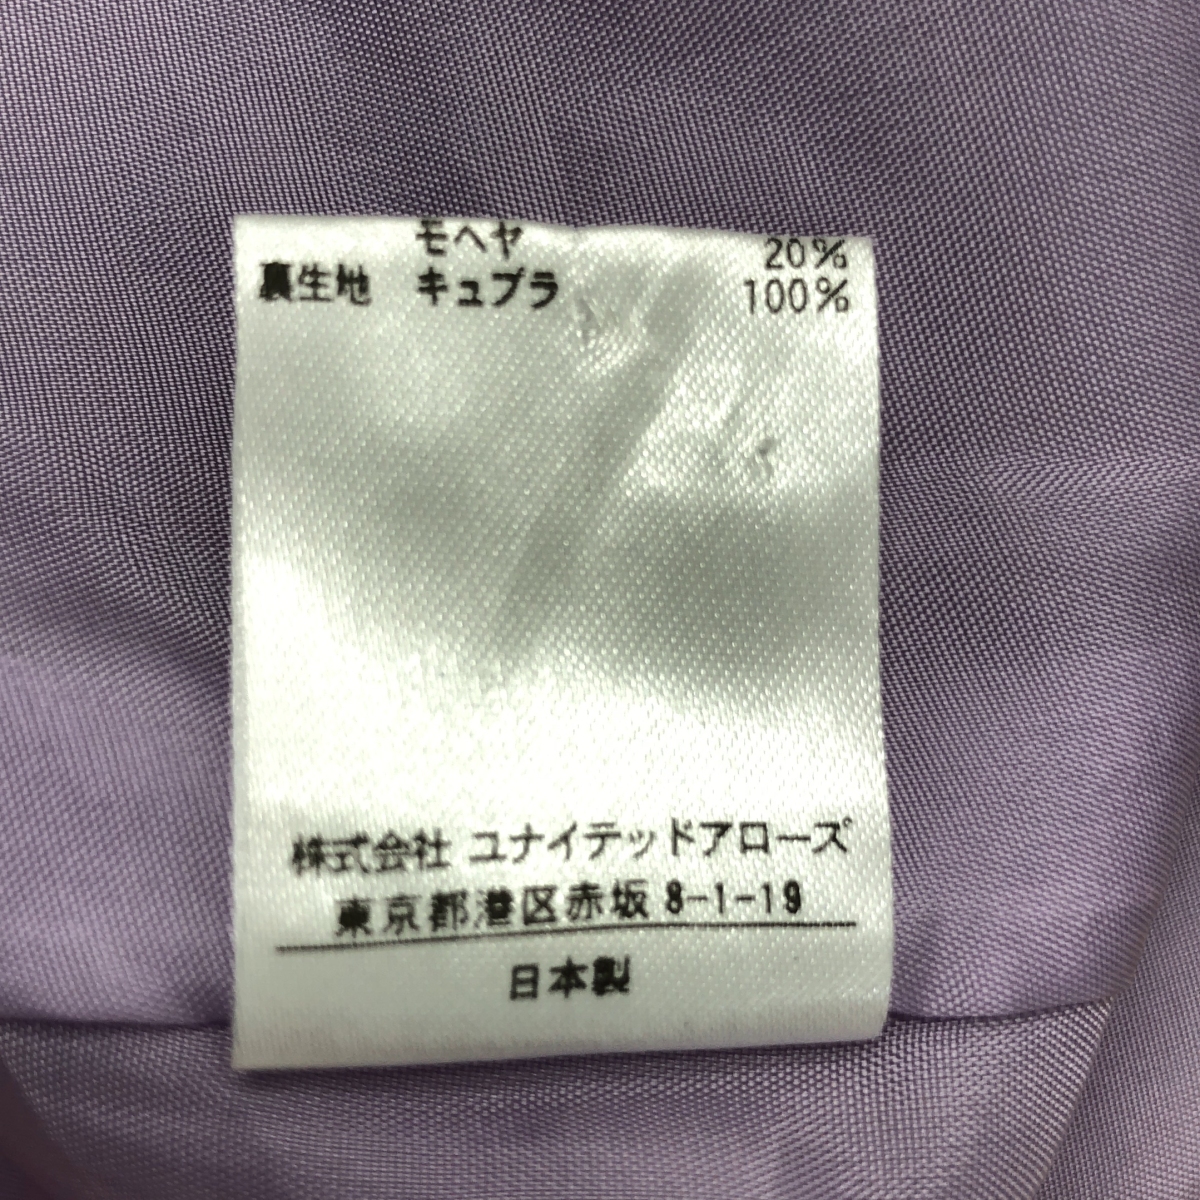 モヘヤ 20%
裏生地 キュプラ 100%
株式会社 ユナイテッドアローズ
東京都港区赤坂 8-1-19
日本製